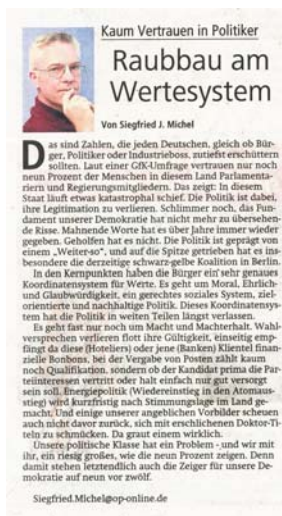 Kaum Vertrauen in Politiker
Raubbau am
Wertesystem
Von Siegfried J. Michel
Das sind Zahlen, die jeden Deutschen, gleich ob Bür-
ger, Politiker oder Industrieboss, zutiefst erschüttern
sollten. Laut einer GfK-Umfrage vertrauen nur noch
neun Prozent der Menschen in diesem Land Parlamenta-
riern und Regierungsmitgliedern. Das zeigt: In diesem
Staat läuft etwas katastrophal schief. Die Politik ist dabei,
ihre Legitimation zu verlieren. Schlimmer noch, das Fun-
dament unserer Demokratie hat nicht mehr zu übersehen-
de Risse. Mahnende Worte hat es über Jahre immer wieder
gegeben. Geholfen hat es nicht. Die Politik ist geprägt von
einem „Weiter-so", und auf die Spitze getrieben hat es ins-
besondere die derzeitige schwarz-gelbe Koalition in Berlin.
In den Kernpunkten haben die Bürger ein sehr genaues
Koordinatensystem für Werte. Es geht um Moral, Ehrlich-
und Glaubwürdigkeit, ein gerechtes soziales System, ziel-
orientierte und nachhaltige Politik. Dieses Koordinatensys-
tem hat die Politik in weiten Teilen längst verlassen.
Es geht fast nur noch um Macht und Machterhalt. Wahl-
versprechen verlieren flott ihre Gültigkeit, einseitig emp-
fängt da diese (Hoteliers) oder jene (Banken) Klientel finan-
zielle Bonbons, bei der Vergabe von Posten zählt kaum
noch Qualifikation, sondern ob der Kandidat prima die Par-
teiinteressen vertritt oder halt einfach nur gut versorgt
sein soll. Energiepolitik (Wiedereinstieg in den Atomaus-
stieg) wird kurzfristig nach Stimmungslage im Land ge-
macht. Und einige unserer angeblichen Vorbilder scheuen
auch nicht davor zurück, sich mit erschlichenen Doktor-Ti-
teln zu schmücken. Da graut einem wirklich.
Unsere politische Klasse hat ein Problem - und wir mit
ihr, ein riesig großes, wie die neun Prozent zeigen. Denn
damit stehen letztendlich auch die Zeiger für unsere De-
mokratie auf neun vor zwölf.
Siegfried.Michel@op-online.de